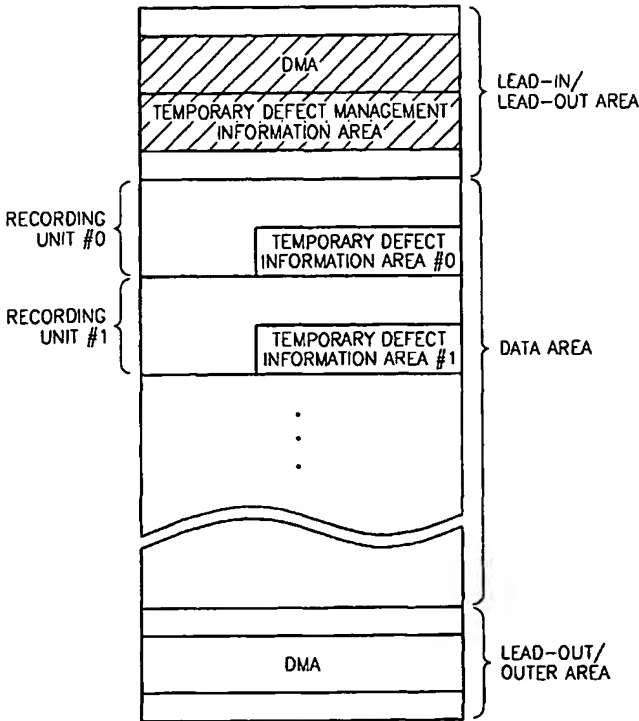 DMA
TEMPORARY DEFECT MANAGEMENT
INFORMATION AREA
LEAD-IN/
LEAD-OUT AREA
RECORDING
UNIT #0
TEMPORARY DEFECT
INFORMATION AREA #0
RECORDING
UNIT #1
TEMPORARY DEFECT
INFORMATION AREA #1
DATA AREA
DMA
LEAD-OUT/
OUTER AREA